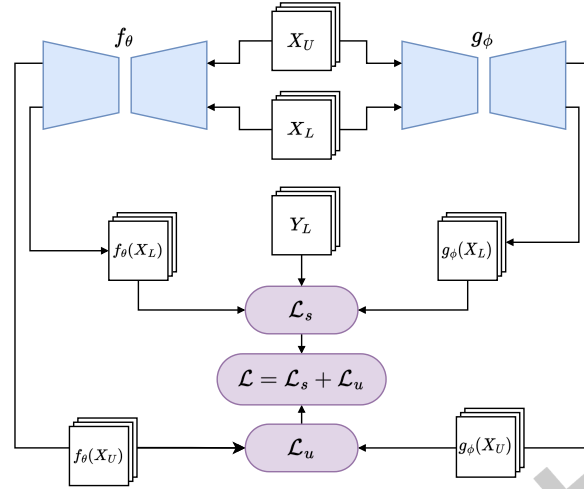 f_θ
X_U
g_ϕ
X_L
Y_L
f_θ(X_L)
g_ϕ(X_L)
ℒ_s
ℒ = ℒ_s + ℒ_u
f_θ(X_U)
ℒ_u
g_ϕ(X_U)